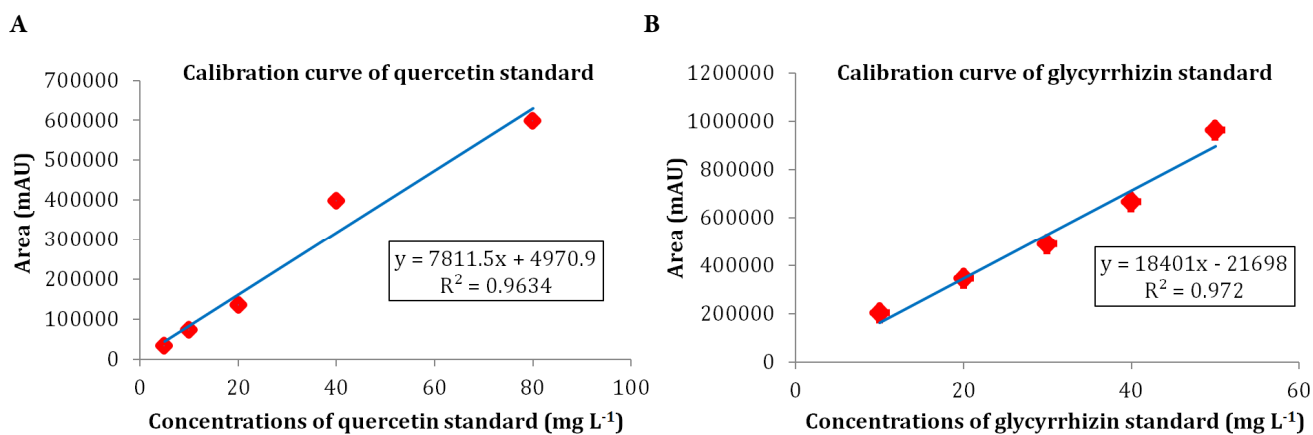 A
Calibration curve of quercetin standard
Area (mAU)
700000
600000
500000
400000
300000
200000
100000
0
y = 7811.5x + 4970.9
R² = 0.9634
0 20 40 60 80 100
Concentrations of quercetin standard (mg L⁻¹)
B
Calibration curve of glycyrrhizin standard
Area (mAU)
1200000
1000000
800000
600000
400000
200000
0
y = 18401x - 21698
R² = 0.972
0 20 40 60
Concentrations of glycyrrhizin standard (mg L⁻¹)